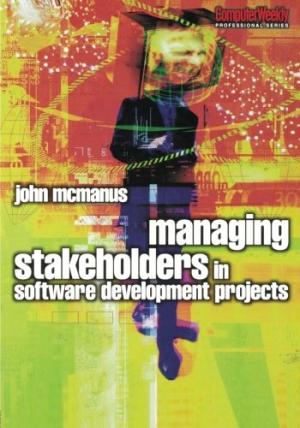 ComputerWeekly
PROFESSIONAL SERIES
john mcmanus
managing
stakeholders in
software development projects